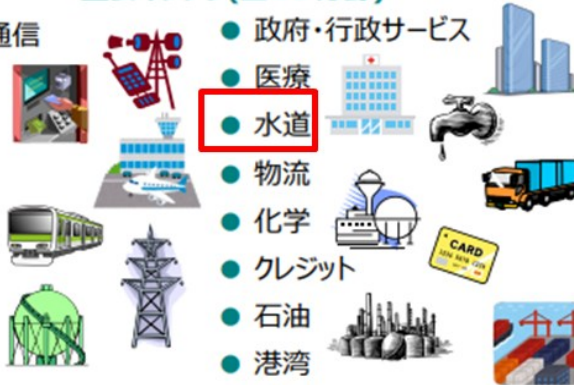 通信
政府・行政サービス
医療
水道
物流
化学
クレジット
石油
港湾
CARD